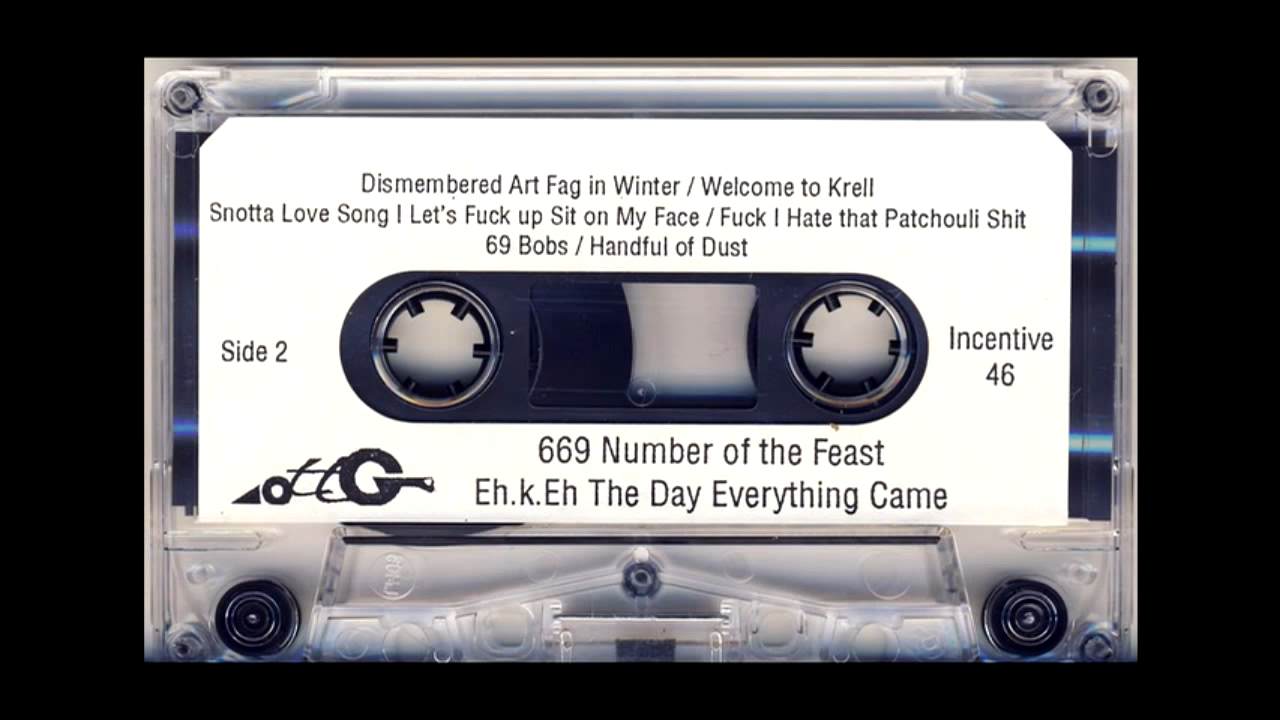 Dismembered Art Fag in Winter / Welcome to Krell
Snotta Love Song I Let's Fuck up Sit on My Face / Fuck I Hate that Patchouli Shit
69 Bobs / Handful of Dust
Side 2
Incentive
46
669 Number of the Feast
Eh.k.Eh The Day Everything Came